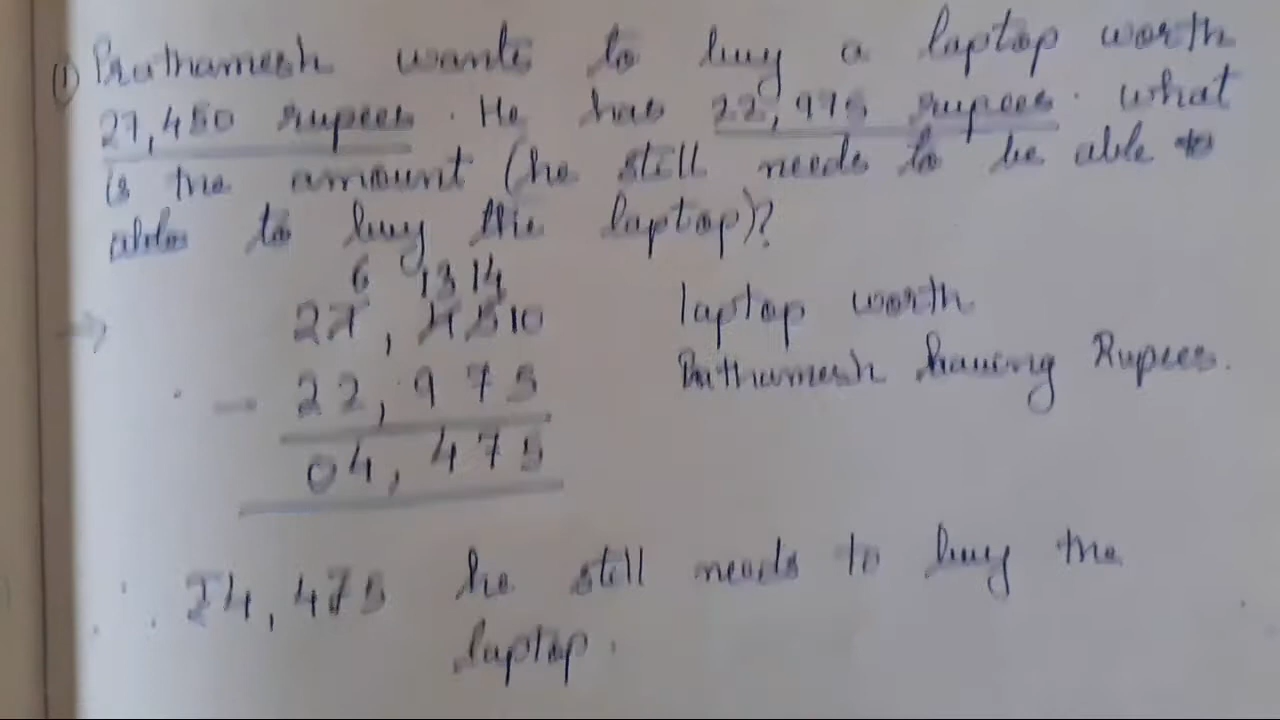 ① Prathamesh wants to buy a laptop worth
27,450 rupees. He has 22,975 rupees. what
is the amount (he still needs to be able to
able to buy the laptop)?
6 13 14
27,4510 laptop worth
- 22,975 Prathamesh having Rupees.
04,475
∴ ₹4,475 he still needs to buy the
laptop.